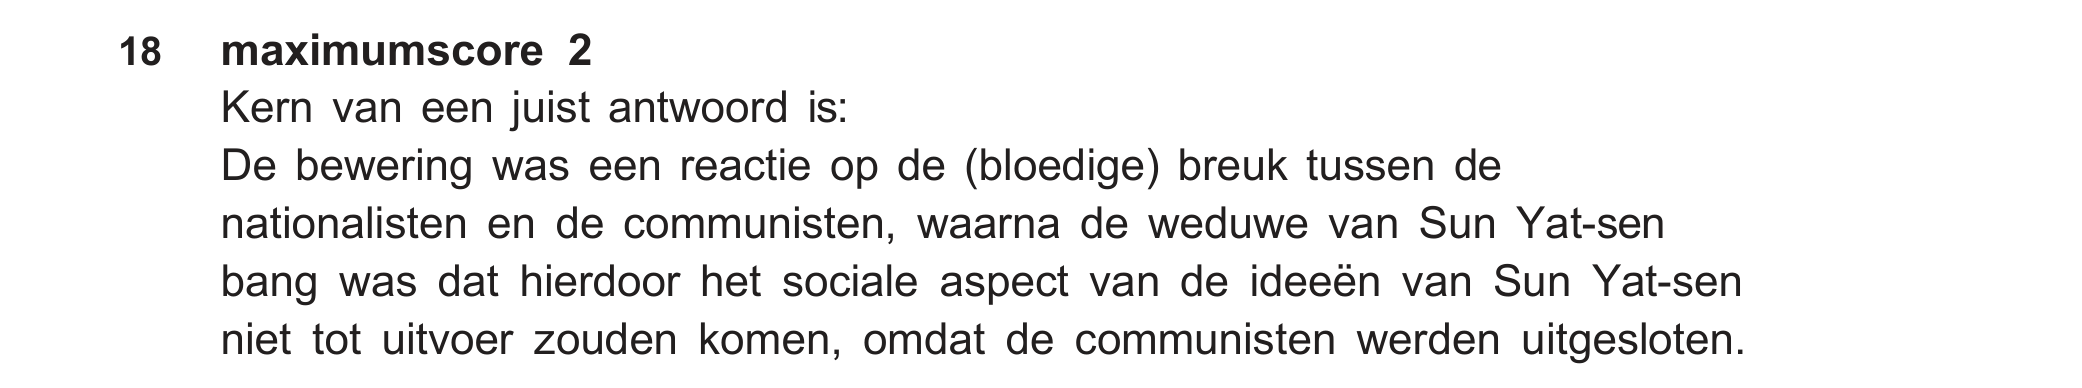 18 maximumscore 2
Kern van een juist antwoord is:
De bewering was een reactie op de (bloedige) breuk tussen de
nationalisten en de communisten, waarna de weduwe van Sun Yat-sen
bang was dat hierdoor het sociale aspect van de ideeën van Sun Yat-sen
niet tot uitvoer zouden komen, omdat de communisten werden uitgesloten.